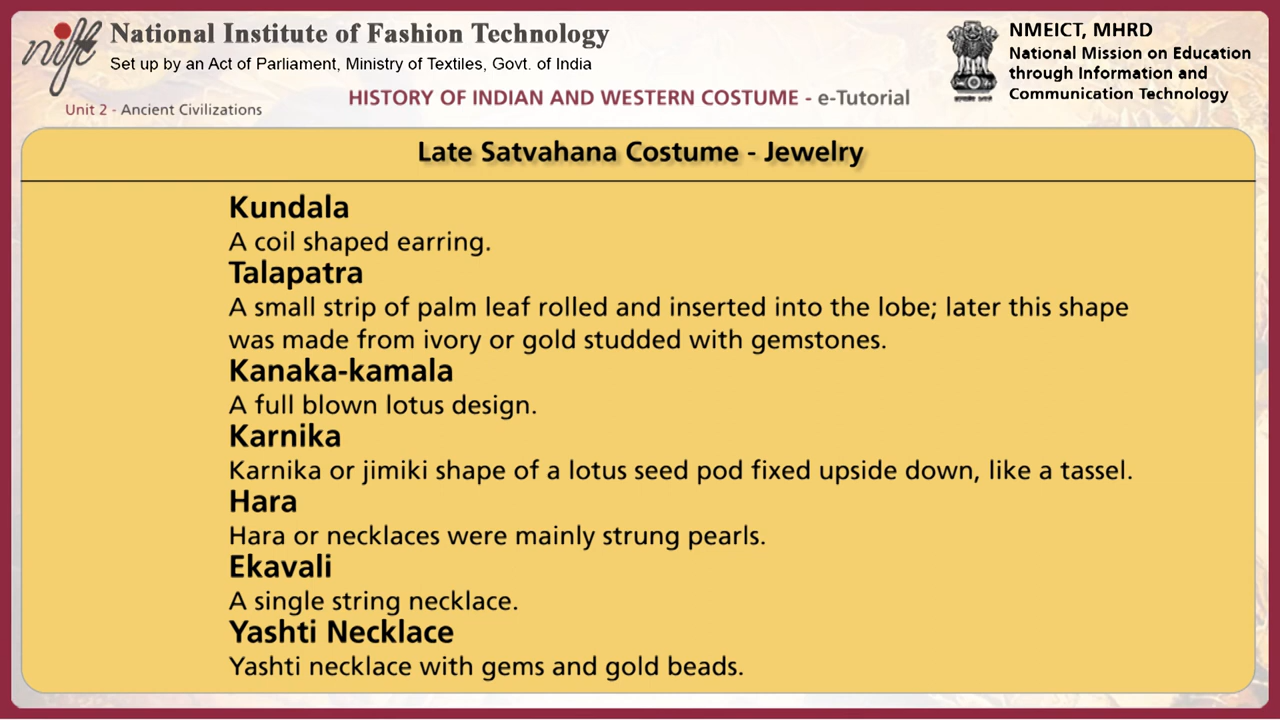 nift
National Institute of Fashion Technology
Set up by an Act of Parliament, Ministry of Textiles, Govt. of India
Unit 2 - Ancient Civilizations
HISTORY OF INDIAN AND WESTERN COSTUME - e-Tutorial
NMEICT, MHRD
National Mission on Education
through Information and
Communication Technology
Late Satvahana Costume - Jewelry
Kundala
A coil shaped earring.
Talapatra
A small strip of palm leaf rolled and inserted into the lobe; later this shape
was made from ivory or gold studded with gemstones.
Kanaka-kamala
A full blown lotus design.
Karnika
Karnika or jimiki shape of a lotus seed pod fixed upside down, like a tassel.
Hara
Hara or necklaces were mainly strung pearls.
Ekavali
A single string necklace.
Yashti Necklace
Yashti necklace with gems and gold beads.